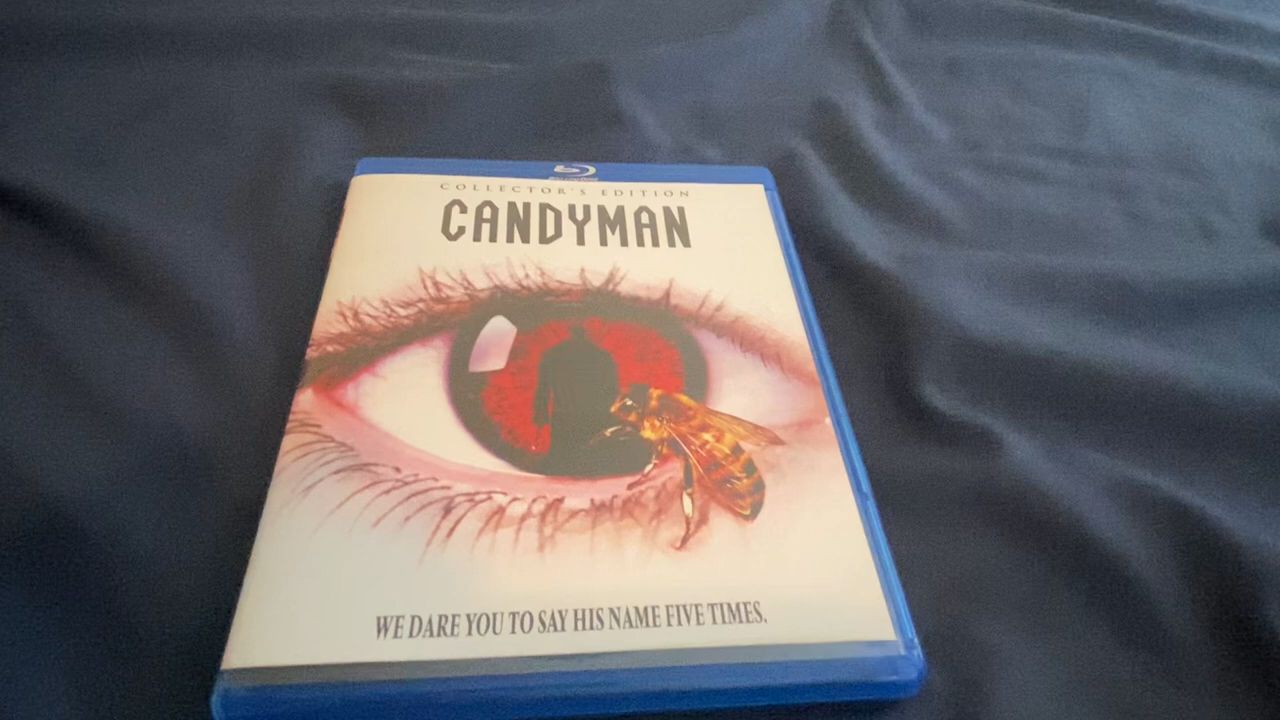 COLLECTOR'S EDITION
CANDYMAN
WE DARE YOU TO SAY HIS NAME FIVE TIMES.